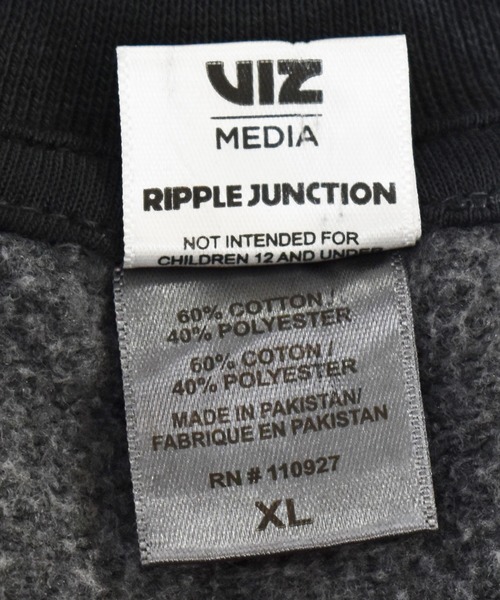 VIZ
MEDIA
RIPPLE JUNCTION
NOT INTENDED FOR
CHILDREN 12 AND UNDER
60% COTTON /
40% POLYESTER
60% COTON /
40% POLYESTER
MADE IN PAKISTAN/
FABRIQUE EN PAKISTAN
RN # 110927
XL